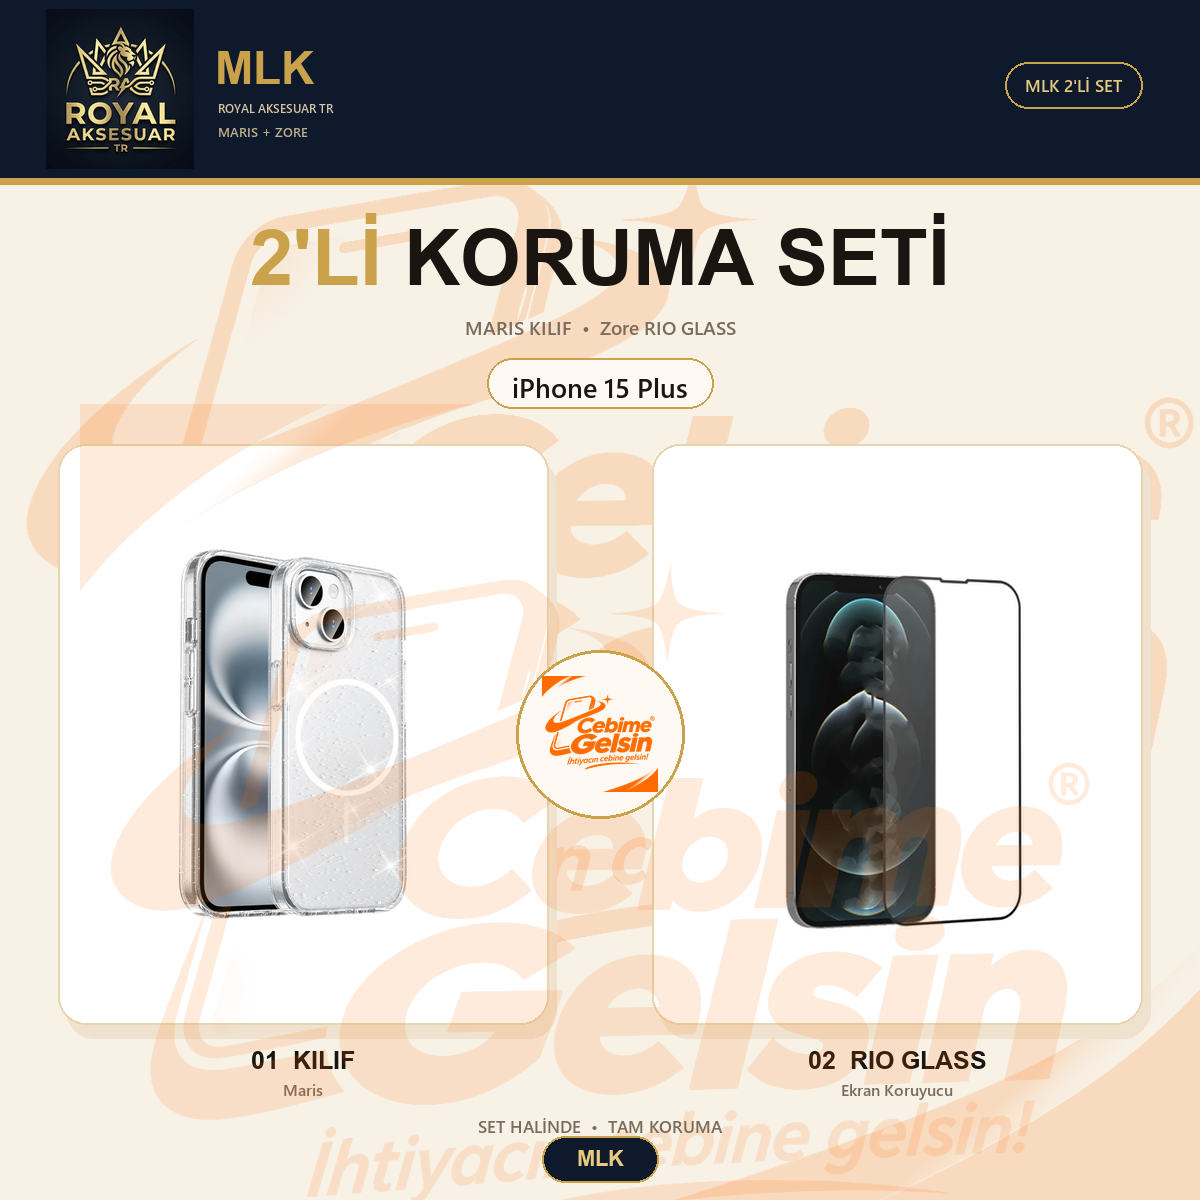 ROYAL
AKSESUAR
TR
MLK
ROYAL AKSESUAR TR
MARIS + ZORE
MLK 2'Lİ SET
2'Lİ KORUMA SETİ
MARIS KILIF • Zore RIO GLASS
iPhone 15 Plus
®
Cebime®
Gelsin
İhtiyacın cebine gelsin!
Cebime®
Gelsin
01 KILIF
Maris
02 RIO GLASS
Ekran Koruyucu
SET HALİNDE • TAM KORUMA
İhtiyacın cebine gelsin!
MLK